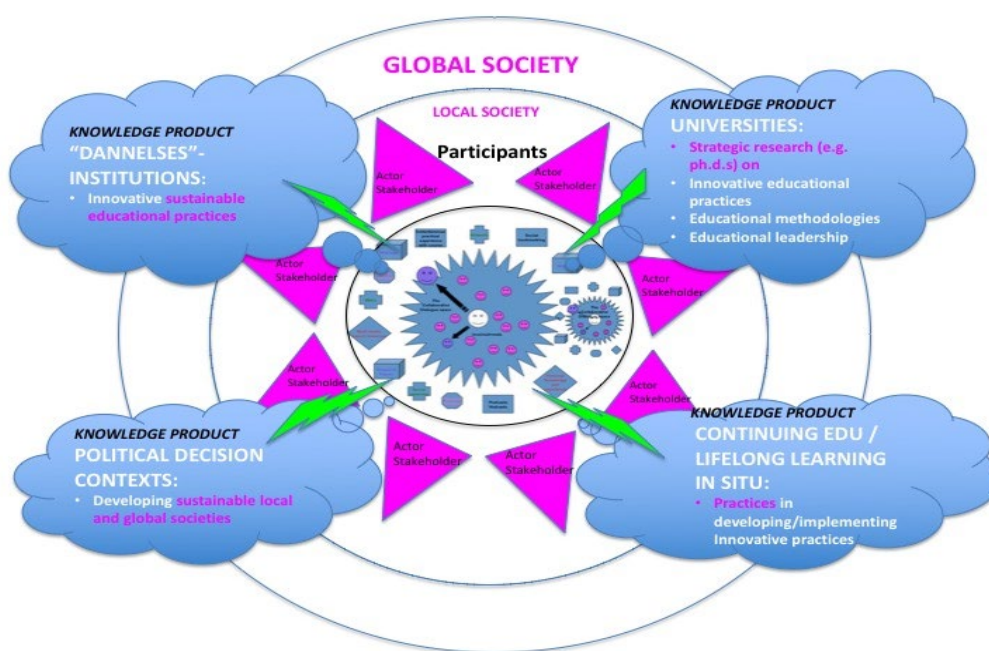 GLOBAL SOCIETY
LOCAL SOCIETY
Participants
KNOWLEDGE PRODUCT
“DANNELSES”-
INSTITUTIONS:
• Innovative sustainable
educational practices
KNOWLEDGE PRODUCT
UNIVERSITIES:
• Strategic research (e.g.
ph.d.s) on
• Innovative educational
practices
• Educational methodologies
• Educational leadership
Actor
Stakeholder
Actor
Stakeholder
Actor
Stakeholder
Actor
Stakeholder
Actor
Stakeholder
Actor
Stakeholder
Actor
Stakeholder
Actor
Stakeholder
KNOWLEDGE PRODUCT
POLITICAL DECISION
CONTEXTS:
• Developing sustainable local
and global societies
KNOWLEDGE PRODUCT
CONTINUING EDU /
LIFELONG LEARNING
IN SITU:
• Practices in
developing/implementing
Innovative practices